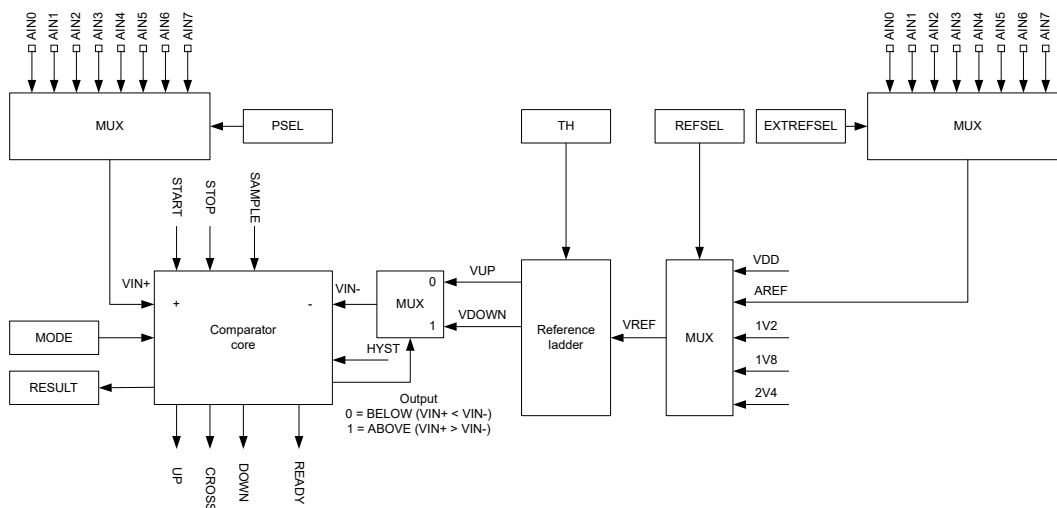 AIN0 AIN1 AIN2 AIN3 AIN4 AIN5 AIN6 AIN7
AIN0 AIN1 AIN2 AIN3 AIN4 AIN5 AIN6 AIN7
MUX
PSEL
TH
REFSEL
EXTREFSEL
MUX
START
STOP
SAMPLE
VIN+
+
-
Comparator
core
VIN-
MUX
0
1
VUP
VDOWN
HYST
Reference
ladder
VREF
MUX
VDD
AREF
1V2
1V8
2V4
MODE
RESULT
Output
0 = BELOW (VIN+ < VIN-)
1 = ABOVE (VIN+ > VIN-)
UP
CROSS
DOWN
READY